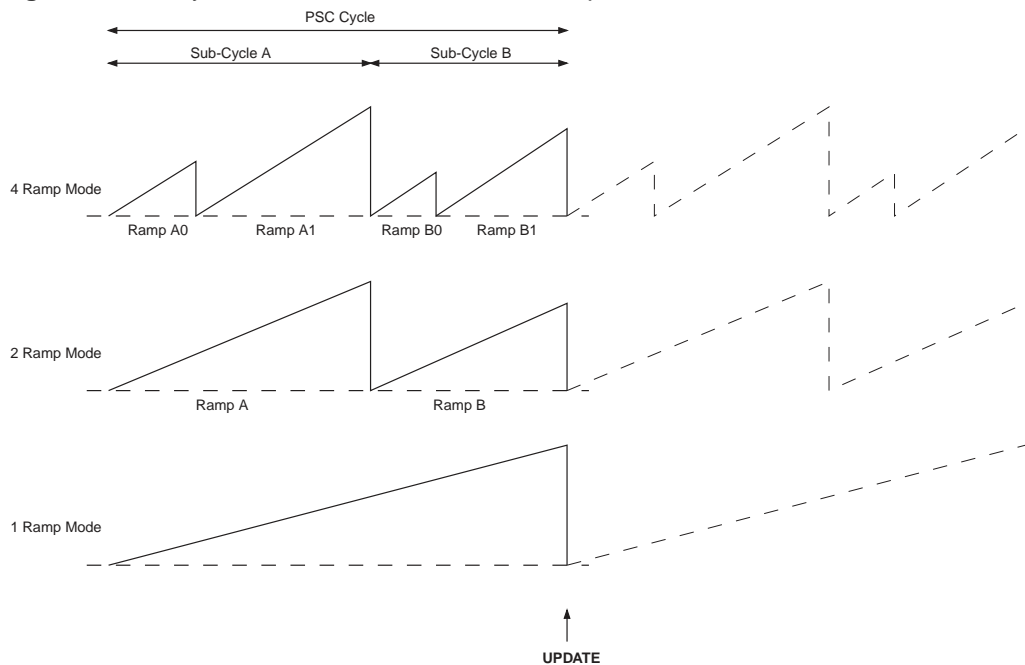 PSC Cycle
Sub-Cycle A
Sub-Cycle B
4 Ramp Mode
Ramp A0
Ramp A1
Ramp B0
Ramp B1
2 Ramp Mode
Ramp A
Ramp B
1 Ramp Mode
UPDATE